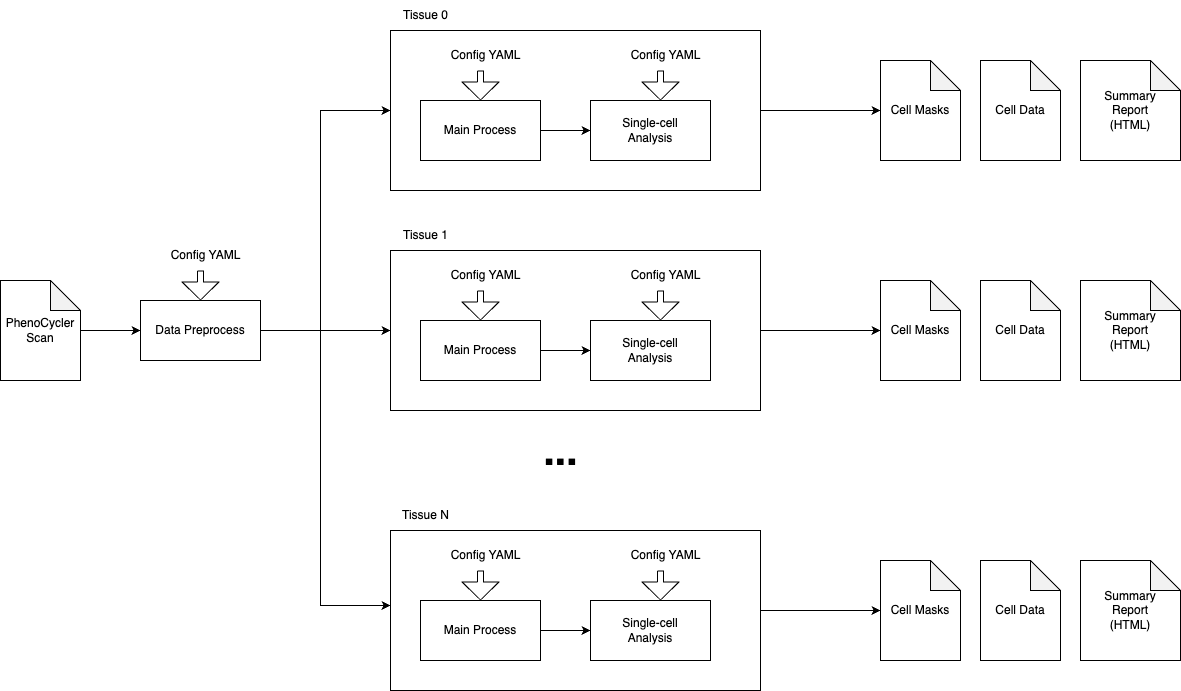 Tissue 0
Config YAML
Config YAML
Main Process
Single-cell
Analysis
Cell Masks
Cell Data
Summary
Report
(HTML)
PhenoCycler
Scan
Config YAML
Data Preprocess
Tissue 1
Config YAML
Config YAML
Main Process
Single-cell
Analysis
Cell Masks
Cell Data
Summary
Report
(HTML)
...
Tissue N
Config YAML
Config YAML
Main Process
Single-cell
Analysis
Cell Masks
Cell Data
Summary
Report
(HTML)